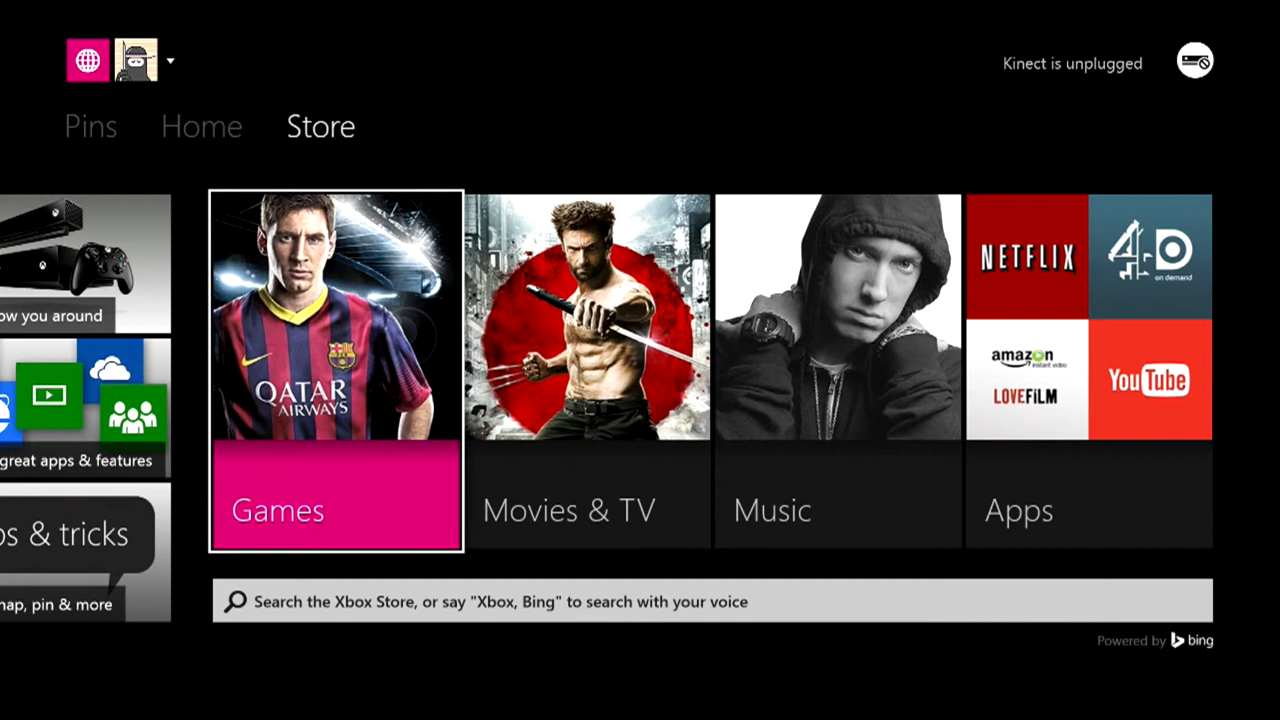 Kinect is unplugged
Pins Home Store
ow you around
great apps & features
os & tricks
nap, pin & more
QATAR
AIRWAYS
Games
Movies & TV
Music
NETFLIX
4oD
on demand
amazon
instant video
LOVEFiLM
YouTube
Apps
Search the Xbox Store, or say "Xbox, Bing" to search with your voice
Powered by bing